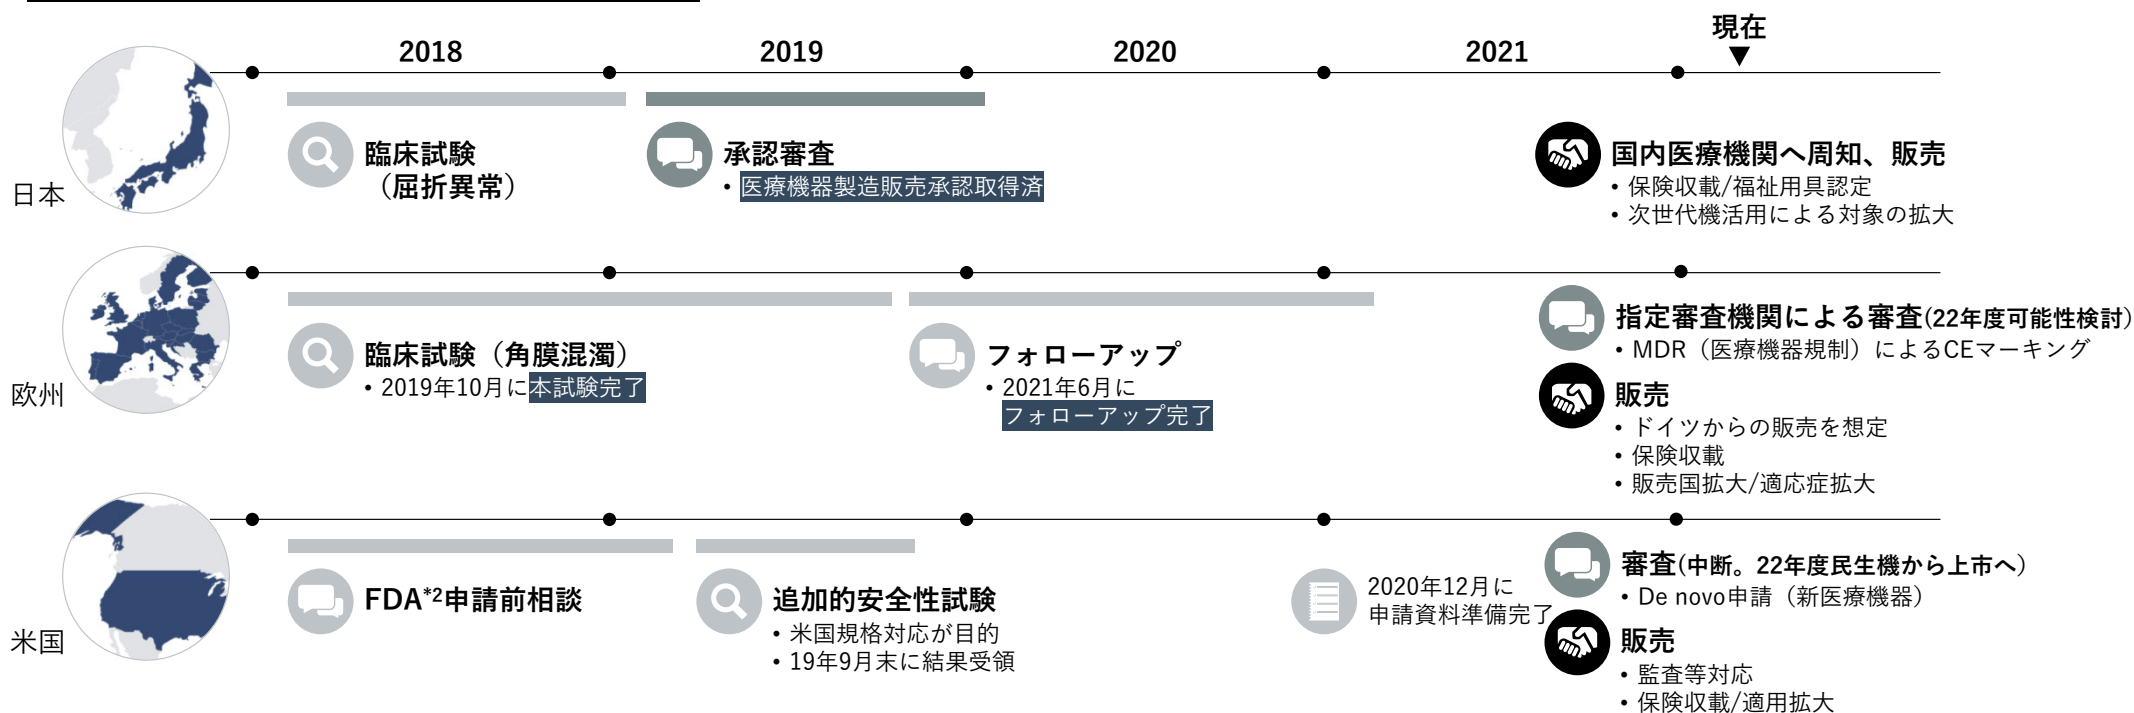 2018
2019
2020
2021
現在
▼
日本
臨床試験
（屈折異常）
承認審査
• 医療機器製造販売承認取得済
国内医療機関へ周知、販売
• 保険収載/福祉用具認定
• 次世代機活用による対象の拡大
欧州
臨床試験（角膜混濁）
• 2019年10月に本試験完了
フォローアップ
• 2021年6月に
フォローアップ完了
指定審査機関による審査(22年度可能性検討)
• MDR（医療機器規制）によるCEマーキング
販売
• ドイツからの販売を想定
• 保険収載
• 販売国拡大/適応症拡大
米国
FDA*2申請前相談
追加的安全性試験
• 米国規格対応が目的
• 19年9月末に結果受領
2020年12月に
申請資料準備完了
審査(中断。22年度民生機から上市へ)
• De novo申請（新医療機器）
販売
• 監査等対応
• 保険収載/適用拡大